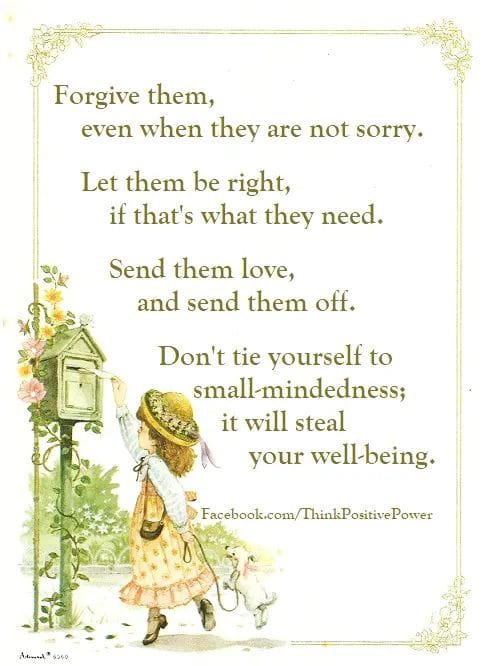 Forgive them,
even when they are not sorry.
Let them be right,
if that's what they need.
Send them love,
and send them off.
Don't tie yourself to
small-mindedness;
it will steal
your well-being.
Facebook.com/ThinkPositivePower